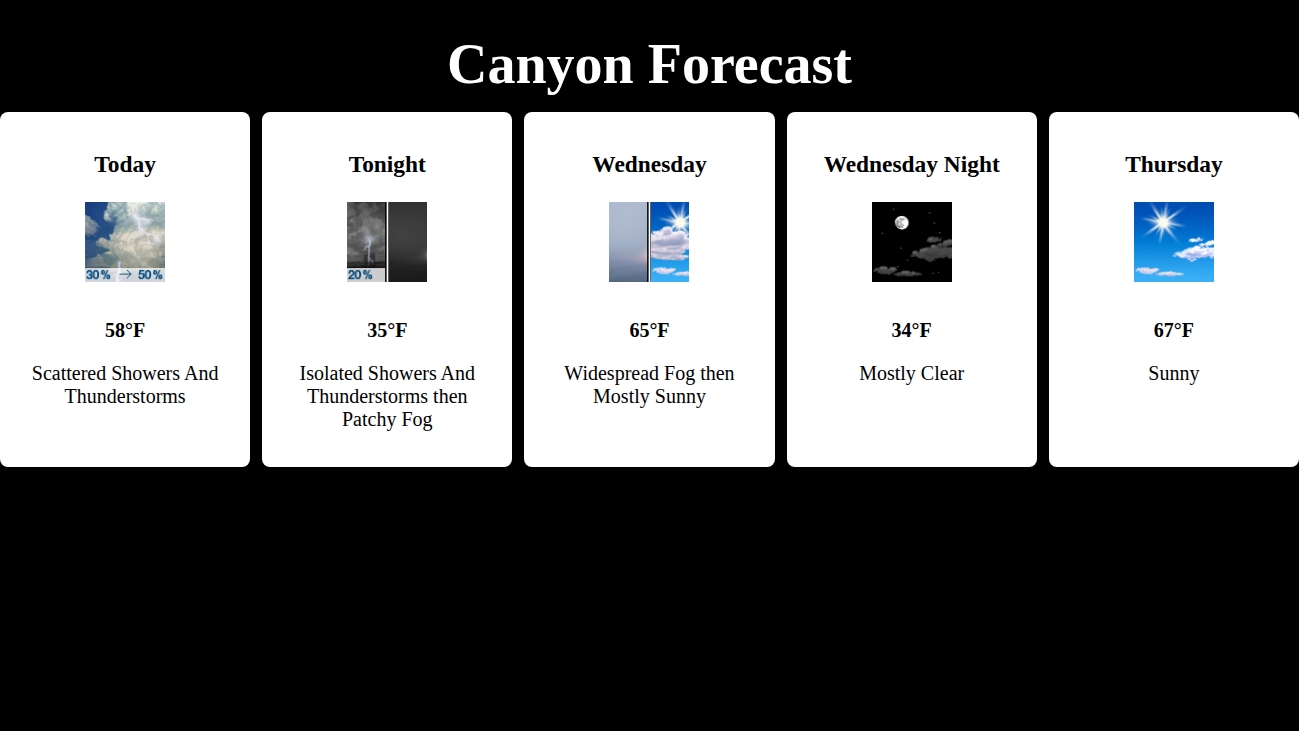 Canyon Forecast
Today
30% → 50%
58°F
Scattered Showers And
Thunderstorms
Tonight
20%
35°F
Isolated Showers And
Thunderstorms then
Patchy Fog
Wednesday
65°F
Widespread Fog then
Mostly Sunny
Wednesday Night
34°F
Mostly Clear
Thursday
67°F
Sunny